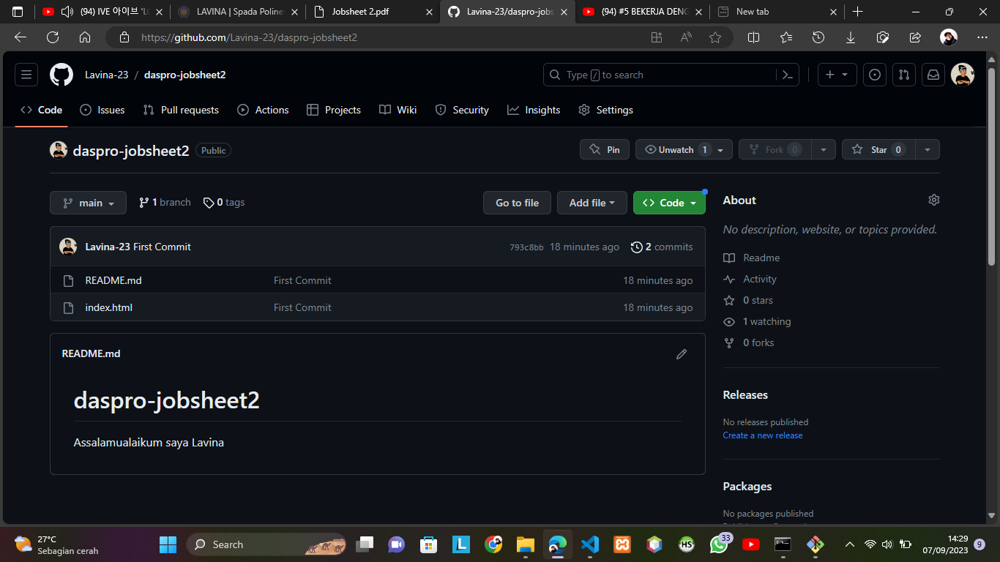 (94) IVE 아이브 'LO
LAVINA | Spada Poliner
Jobsheet 2.pdf
Lavina-23/daspro-jobs
(94) #5 BEKERJA DENG
New tab
https://github.com/Lavina-23/daspro-jobsheet2
Lavina-23 / daspro-jobsheet2
Type / to search
Code Issues Pull requests Actions Projects Wiki Security Insights Settings
daspro-jobsheet2 Public
Pin Unwatch 1 Fork 0 Star 0
main 1 branch 0 tags
Go to file Add file Code
Lavina-23 First Commit 793c8bb 18 minutes ago 2 commits
README.md First Commit 18 minutes ago
index.html First Commit 18 minutes ago
README.md
daspro-jobsheet2
Assalamualaikum saya Lavina
About
No description, website, or topics provided.
Readme
Activity
0 stars
1 watching
0 forks
Releases
No releases published
Create a new release
Packages
No packages published
27°C
Sebagian cerah
Search
L
HS
33
14:29
07/09/2023
9